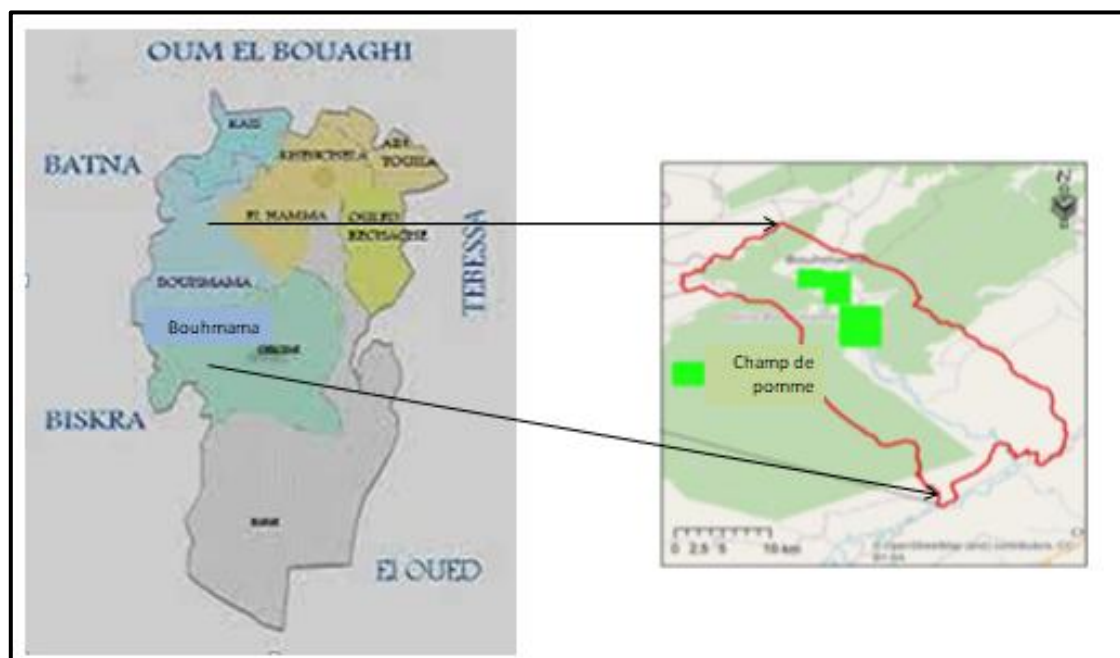 OUM EL BOUAGHI
KAIS
BATNA
KHENCHELA
AIN
TOUILA
EL HAMMA
OULED
RECHACHE
TEBESSA
BOUHMAMA
Bouhmama
BISKRA
El OUED
Bouhmama
Champ de
pomme
0 2.5 5 10 km